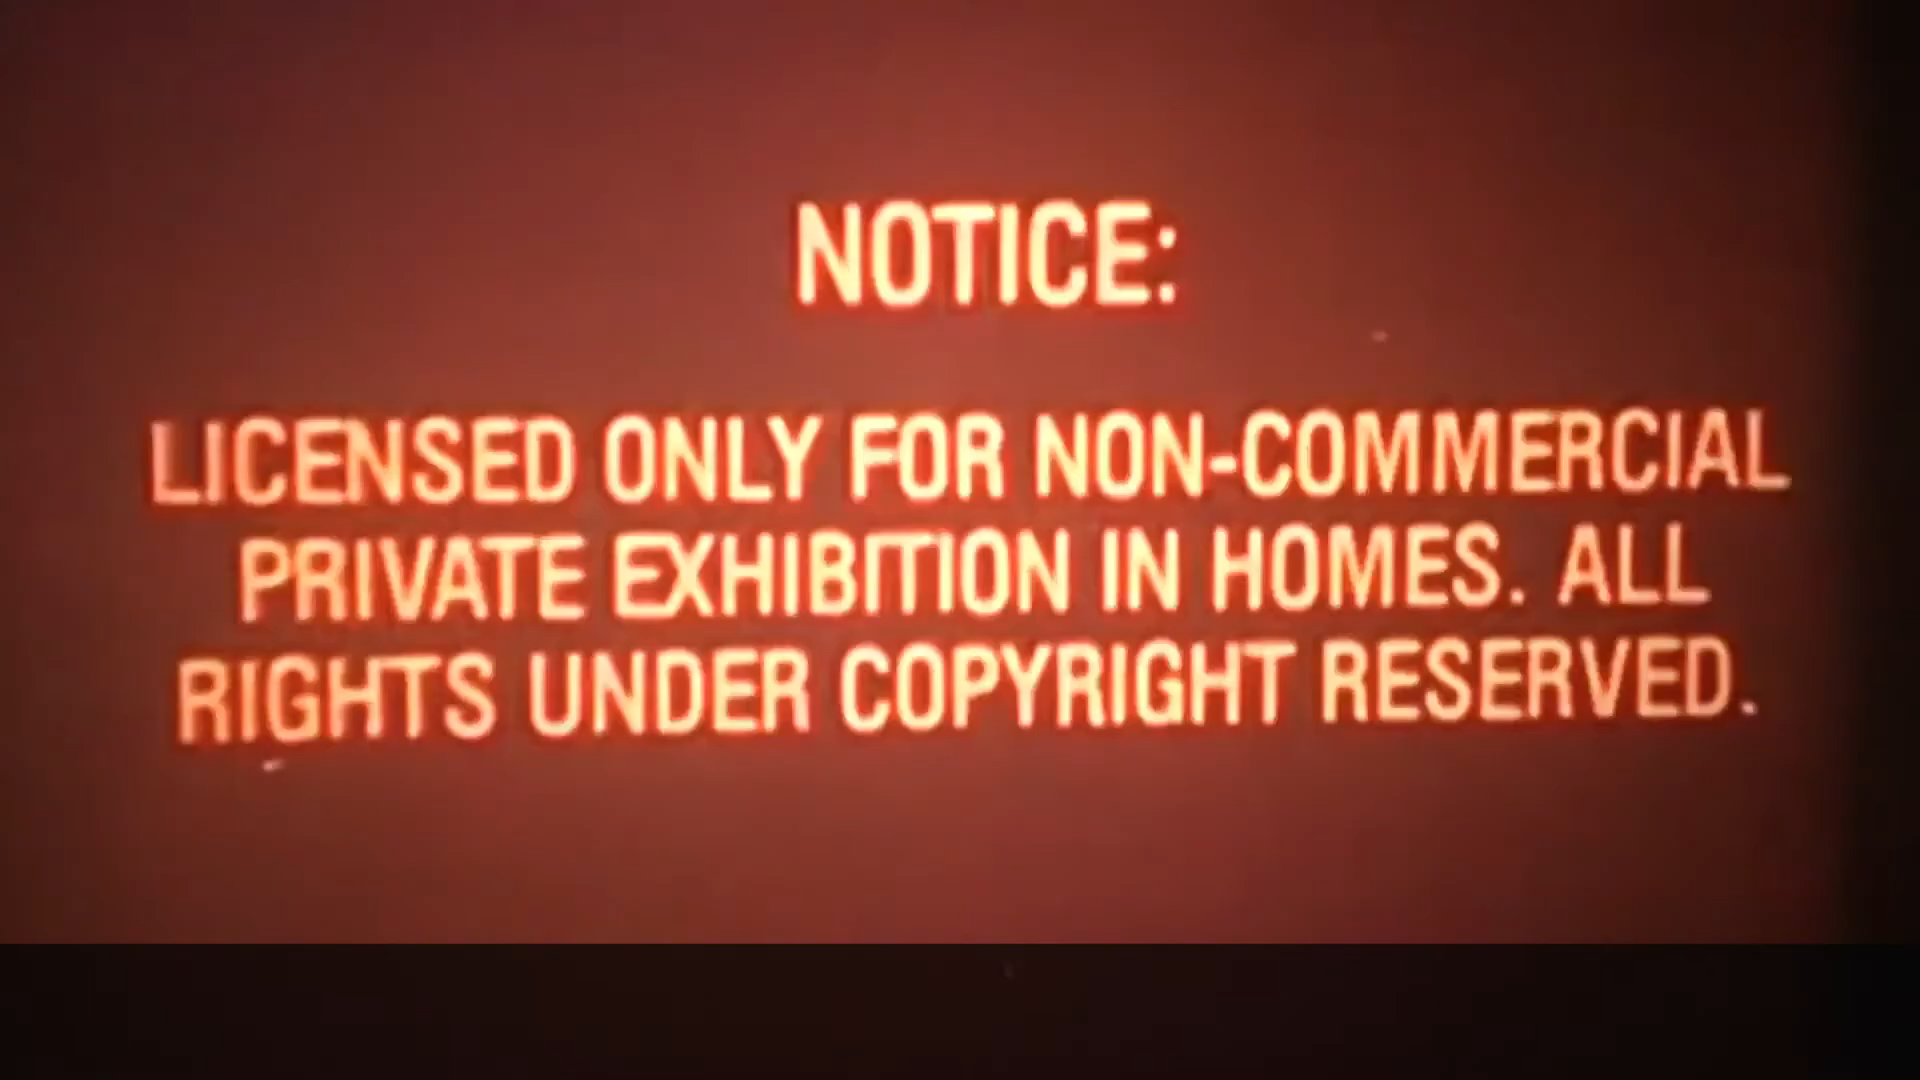 NOTICE:
LICENSED ONLY FOR NON-COMMERCIAL
PRIVATE EXHIBITION IN HOMES. ALL
RIGHTS UNDER COPYRIGHT RESERVED.